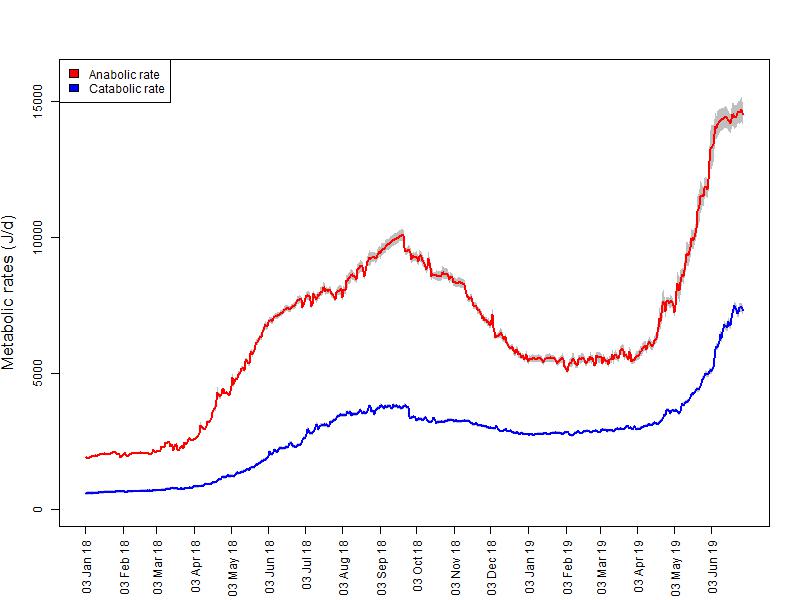 Anabolic rate
Catabolic rate
Metabolic rates (J/d)
15000
10000
5000
0
03 Jan 18
03 Feb 18
03 Mar 18
03 Apr 18
03 May 18
03 Jun 18
03 Jul 18
03 Aug 18
03 Sep 18
03 Oct 18
03 Nov 18
03 Dec 18
03 Jan 19
03 Feb 19
03 Mar 19
03 Apr 19
03 May 19
03 Jun 19